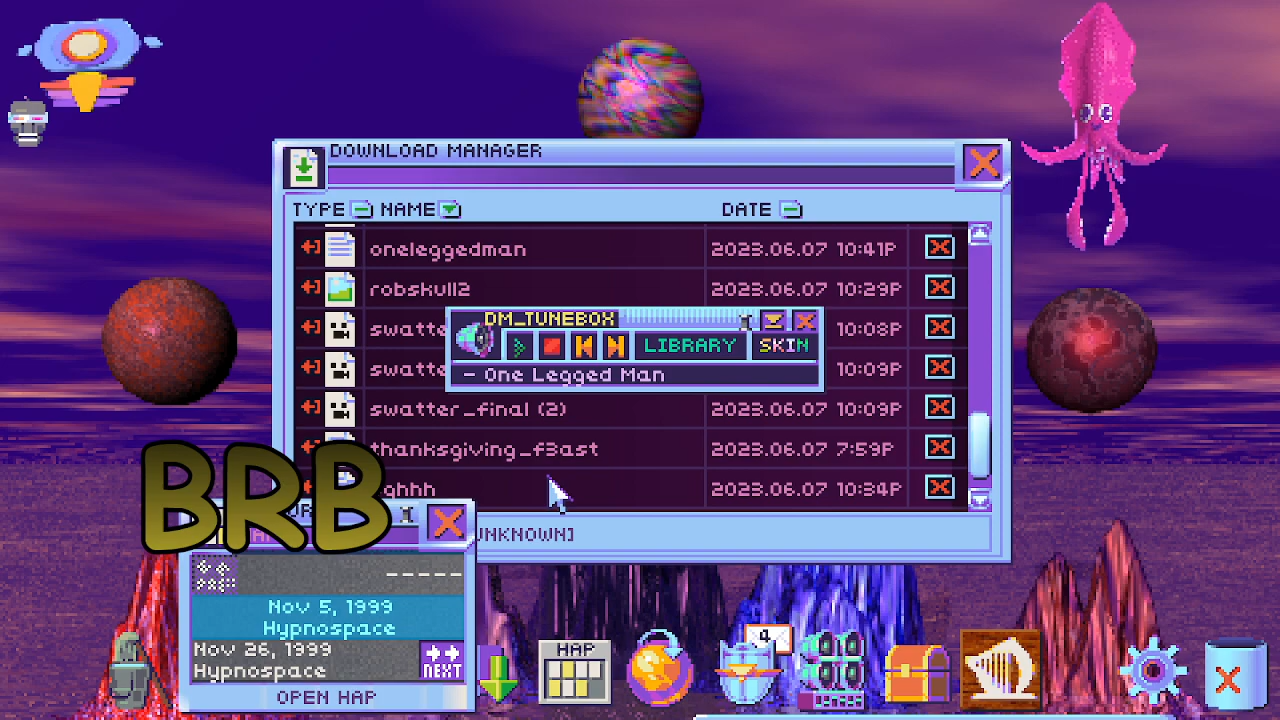 DOWNLOAD MANAGER
TYPE NAME DATE
oneleggedman 2023.06.07 10:41P
robskull2 2023.06.07 10:29P
swatte 10:08P
DM_TUNEBOX
LIBRARY SKIN
swatte 10:09P
- One Legged Man
swatter_final (2) 2023.06.07 10:09P
thanksgiving_f3ast 2023.06.07 7:59P
ghhh 2023.06.07 10:34P
BRB
UNKNOWN]
-----
Nov 5, 1999
Hypnospace
Nov 26, 1999
Hypnospace
NEXT
OPEN HAP
HAP
4